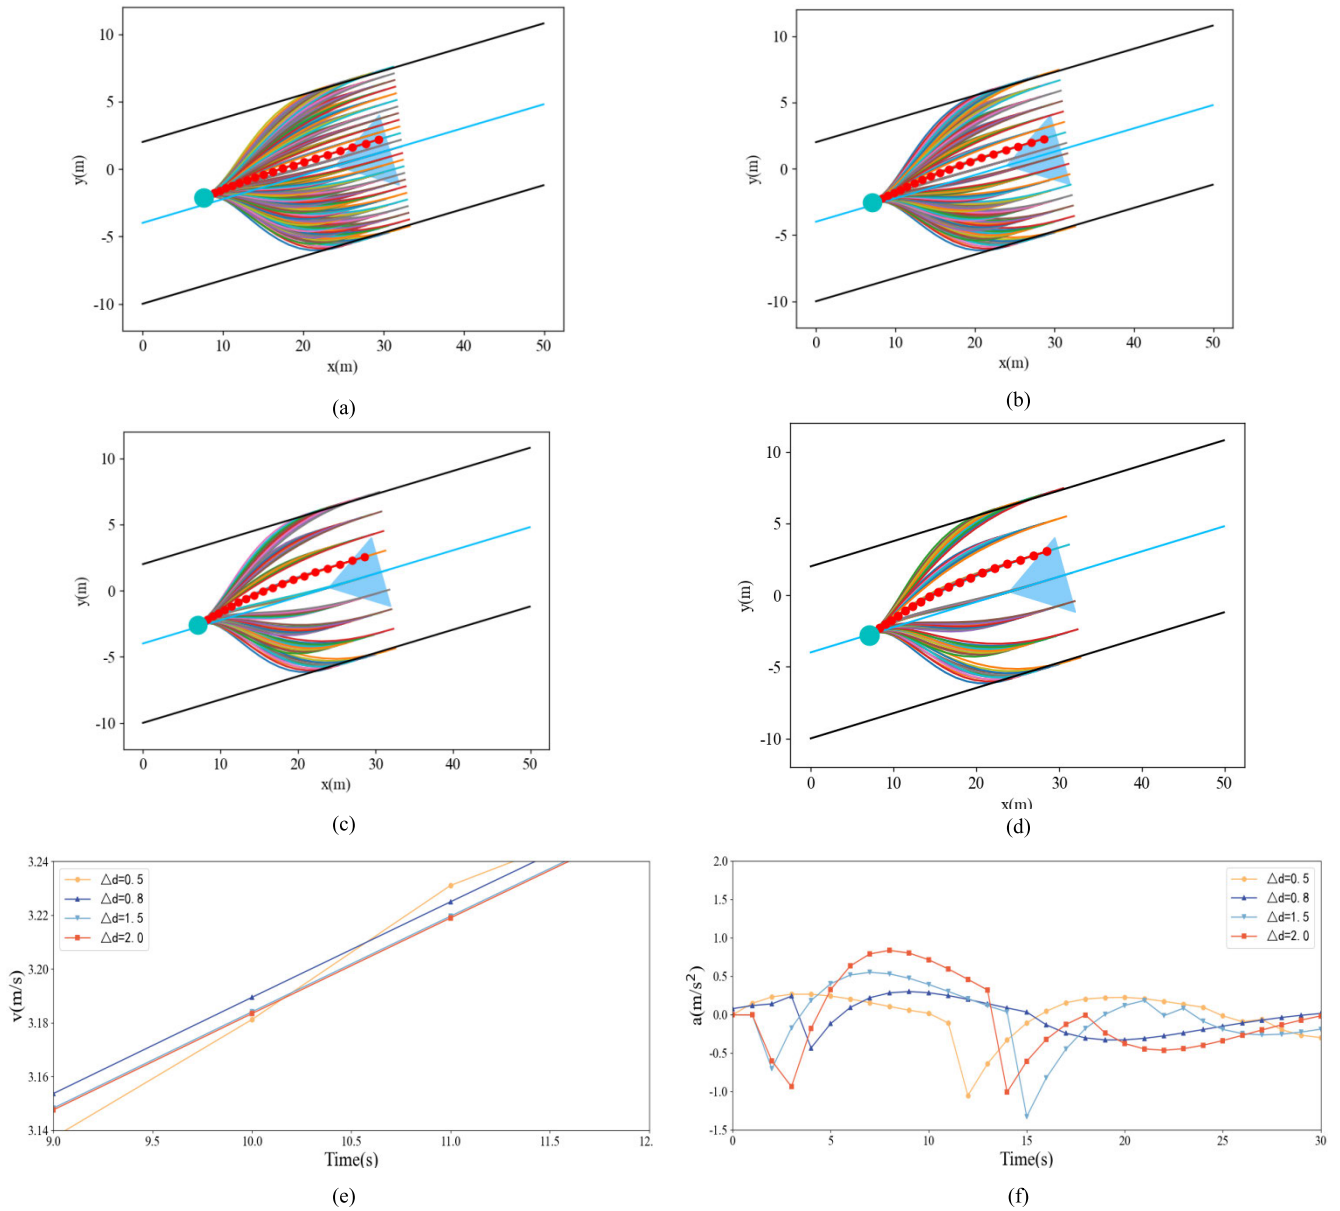 10
5
0
-5
-10
y(m)
0 10 20 30 40 50
x(m)
(a)
10
5
0
-5
-10
y(m)
0 10 20 30 40 50
x(m)
(b)
10
5
0
-5
-10
y(m)
0 10 20 30 40 50
x(m)
(c)
10
5
0
-5
-10
y(m)
0 10 20 30 40 50
x(m)
(d)
3.24
3.22
3.20
3.18
3.16
3.14
v(m/s)
△d=0.5
△d=0.8
△d=1.5
△d=2.0
9.0 9.5 10.0 10.5 11.0 11.5 12.
Time(s)
(e)
2.0
1.5
1.0
0.5
0.0
-0.5
-1.0
-1.5
a(m/s²)
△d=0.5
△d=0.8
△d=1.5
△d=2.0
0 5 10 15 20 25 30
Time(s)
(f)